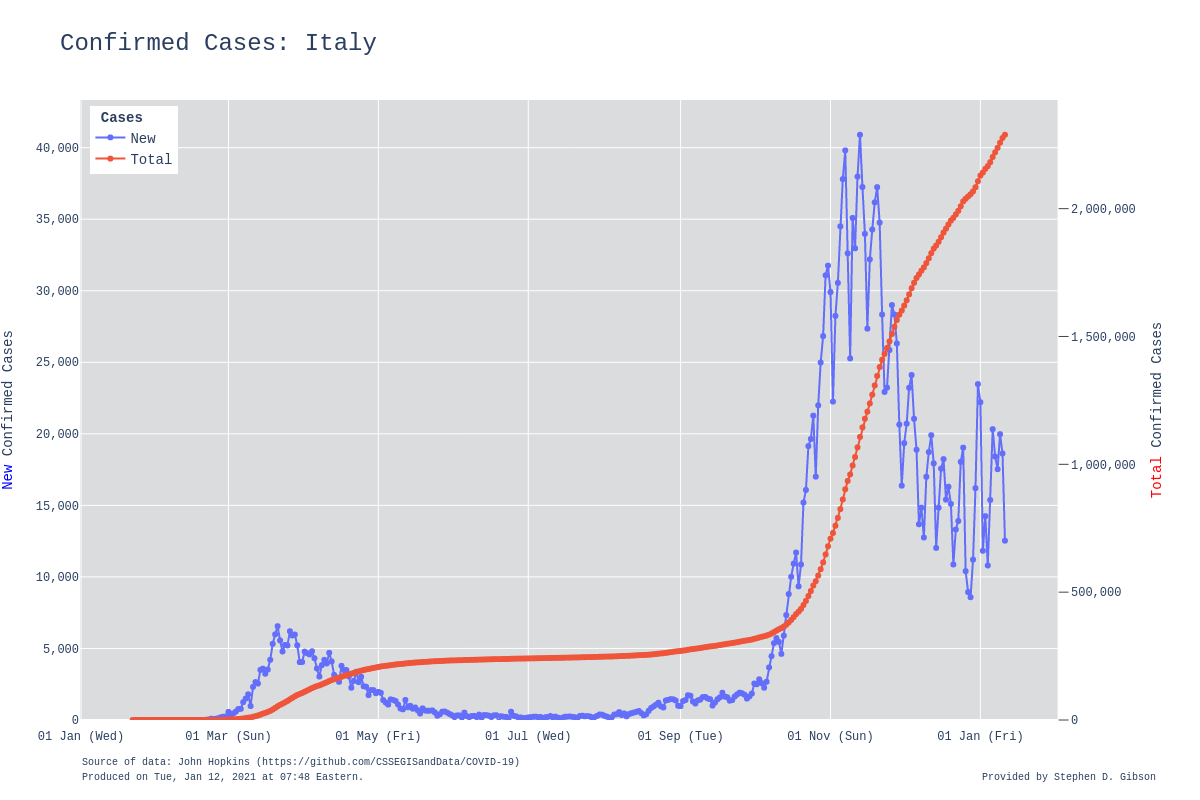 Confirmed Cases: Italy
Cases
New
Total
40,000
35,000
30,000
25,000
20,000
15,000
10,000
5,000
0
New Confirmed Cases
2,000,000
1,500,000
1,000,000
500,000
0
Total Confirmed Cases
01 Jan (Wed)
01 Mar (Sun)
01 May (Fri)
01 Jul (Wed)
01 Sep (Tue)
01 Nov (Sun)
01 Jan (Fri)
Source of data: John Hopkins (https://github.com/CSSEGISandData/COVID-19)
Produced on Tue, Jan 12, 2021 at 07:48 Eastern.
Provided by Stephen D. Gibson